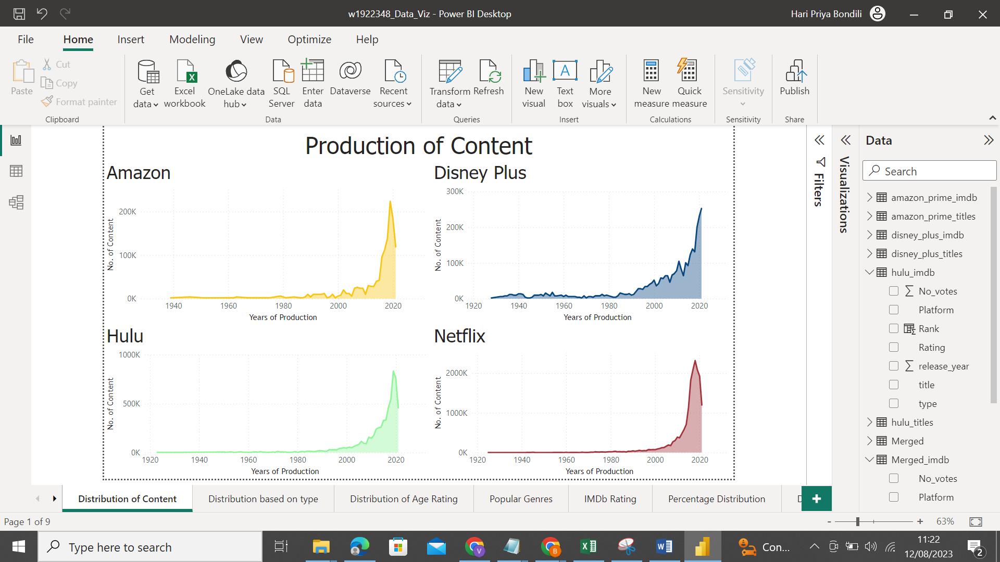 w1922348_Data_Viz - Power BI Desktop
Hari Priya Bondili
File Home Insert Modeling View Optimize Help
Paste
Cut
Copy
Format painter
Clipboard
Get data
Excel workbook
OneLake data hub
SQL Server
Enter data
Dataverse
Recent sources
Data
Transform data
Refresh
Queries
New visual
Text box
More visuals
Insert
New measure
Quick measure
Calculations
Sensitivity
Sensitivity
Publish
Share
Production of Content
Amazon
No. of Content
200K
100K
0K
1940 1960 1980 2000 2020
Years of Production
Disney Plus
No. of Content
300K
200K
100K
0K
1920 1940 1960 1980 2000 2020
Years of Production
Hulu
No. of Content
1000K
500K
0K
1920 1940 1960 1980 2000 2020
Years of Production
Netflix
No. of Content
2000K
1000K
0K
1920 1940 1960 1980 2000 2020
Years of Production
Filters
Visualizations
Data
Search
amazon_prime_imdb
amazon_prime_titles
disney_plus_imdb
disney_plus_titles
hulu_imdb
No_votes
Platform
Rank
Rating
release_year
title
type
hulu_titles
Merged
Merged_imdb
No_votes
Platform
Distribution of Content Distribution based on type Distribution of Age Rating Popular Genres IMDb Rating Percentage Distribution
Page 1 of 9
- + 63%
Type here to search
Con...
11:22
12/08/2023
2